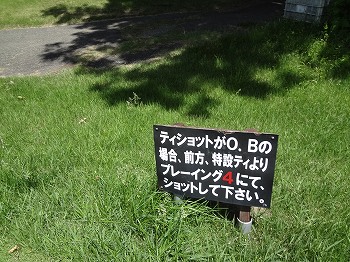 ティショットがO、Bの
場合、前方、特設ティより
プレーイング4にて、
ショットして下さい。